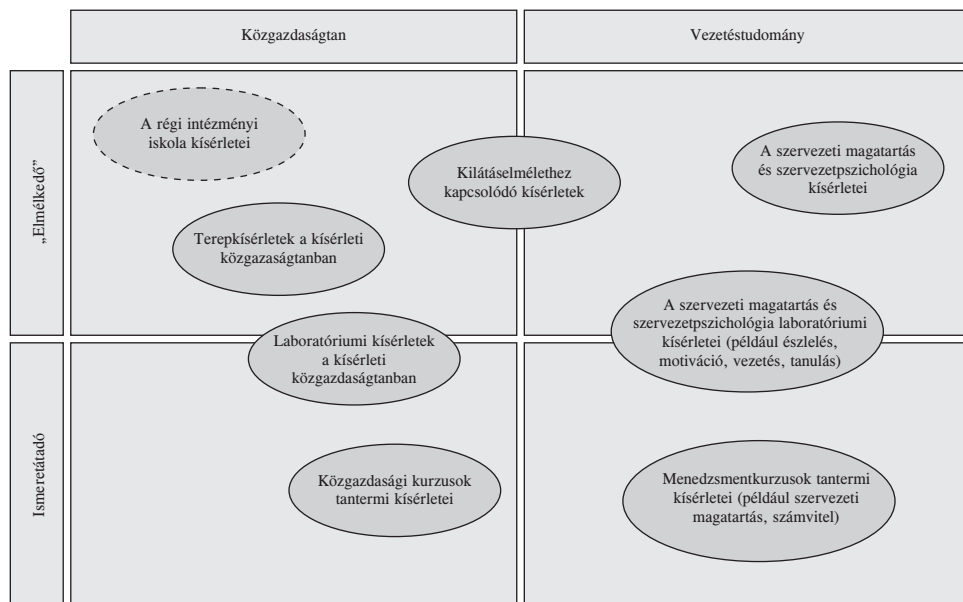 Közgazdaságtan
Vezetéstudomány
„Elmélkedő”
A régi intézményi
iskola kísérletei
Kilátáselmélethez
kapcsolódó kísérletek
A szervezeti magatartás
és szervezetpszichológia
kísérletei
Terepkísérletek a kísérleti
közgazaságtanban
A szervezeti magatartás és
szervezetpszichológia laboratóriumi
kísérletei (például észlelés,
motiváció, vezetés, tanulás)
Laboratóriumi kísérletek
a kísérleti
közgazdaságtanban
Ismeretátadó
Közgazdasági kurzusok
tantermi kísérletei
Menedzsmentkurzusok tantermi
kísérletei (például szervezeti
magatartás, számvitel)